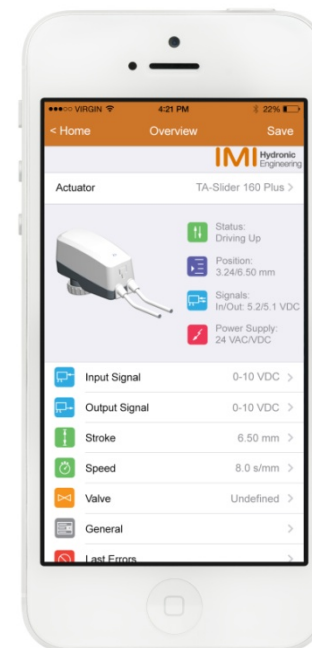 VIRGIN 4:21 PM 22%
< Home Overview Save
IMI Hydronic
Engineering
Actuator TA-Slider 160 Plus >
Status:
Driving Up
Position:
3.24/6.50 mm
Signals:
In/Out: 5.2/5.1 VDC
Power Supply:
24 VAC/VDC
Input Signal 0-10 VDC >
Output Signal 0-10 VDC >
Stroke 6.50 mm >
Speed 8.0 s/mm >
Valve Undefined >
General >
Last Errors >